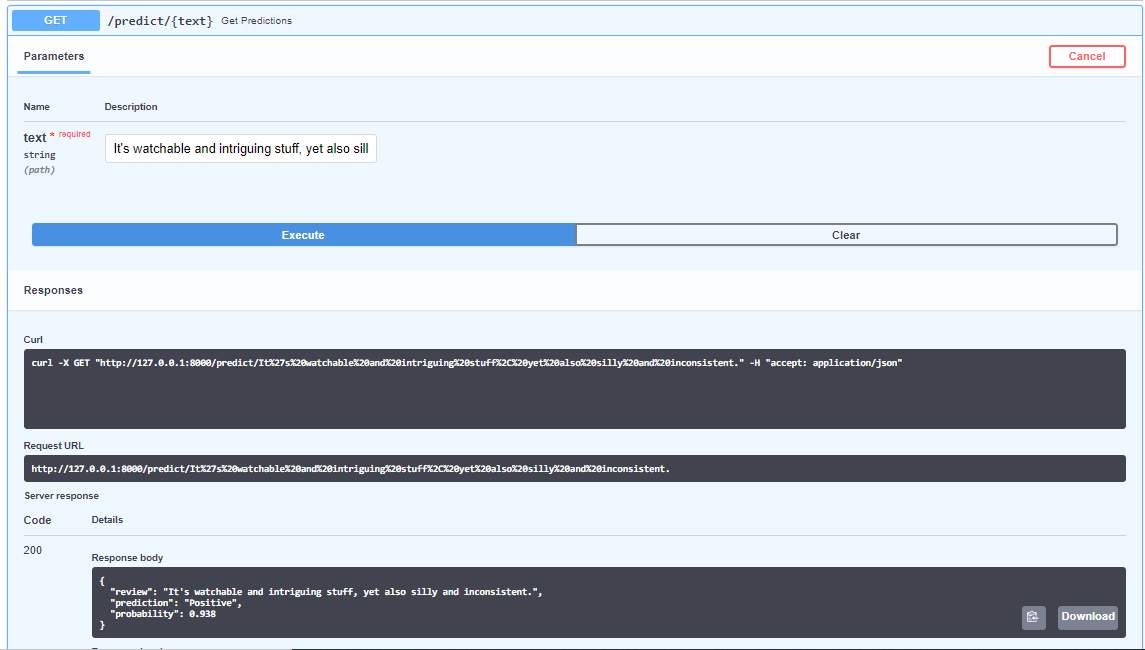 GET /predict/{text} Get Predictions
Parameters Cancel
Name Description
text * required It's watchable and intriguing stuff, yet also sill
string
(path)
Execute Clear
Responses
Curl
curl -X GET "http://127.0.0.1:8000/predict/It%27s%20watchable%20and%20intriguing%20stuff%2C%20yet%20also%20silly%20and%20inconsistent." -H "accept: application/json"
Request URL
http://127.0.0.1:8000/predict/It%27s%20watchable%20and%20intriguing%20stuff%2C%20yet%20also%20silly%20and%20inconsistent.
Server response
Code Details
200
Response body
{
"review": "It's watchable and intriguing stuff, yet also silly and inconsistent.",
"prediction": "Positive",
"probability": 0.938
}
Download